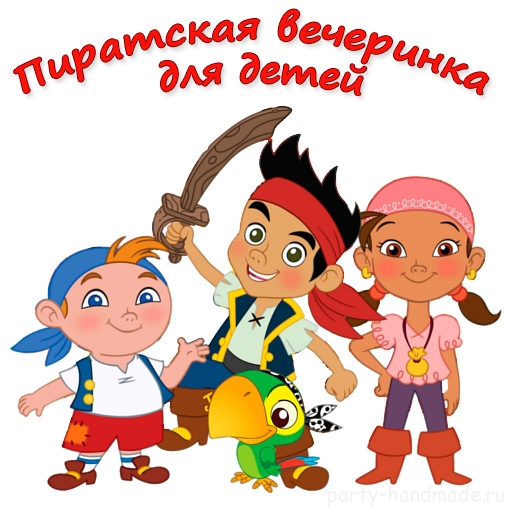 Пиратская вечеринка
для детей
party-handmade.ru